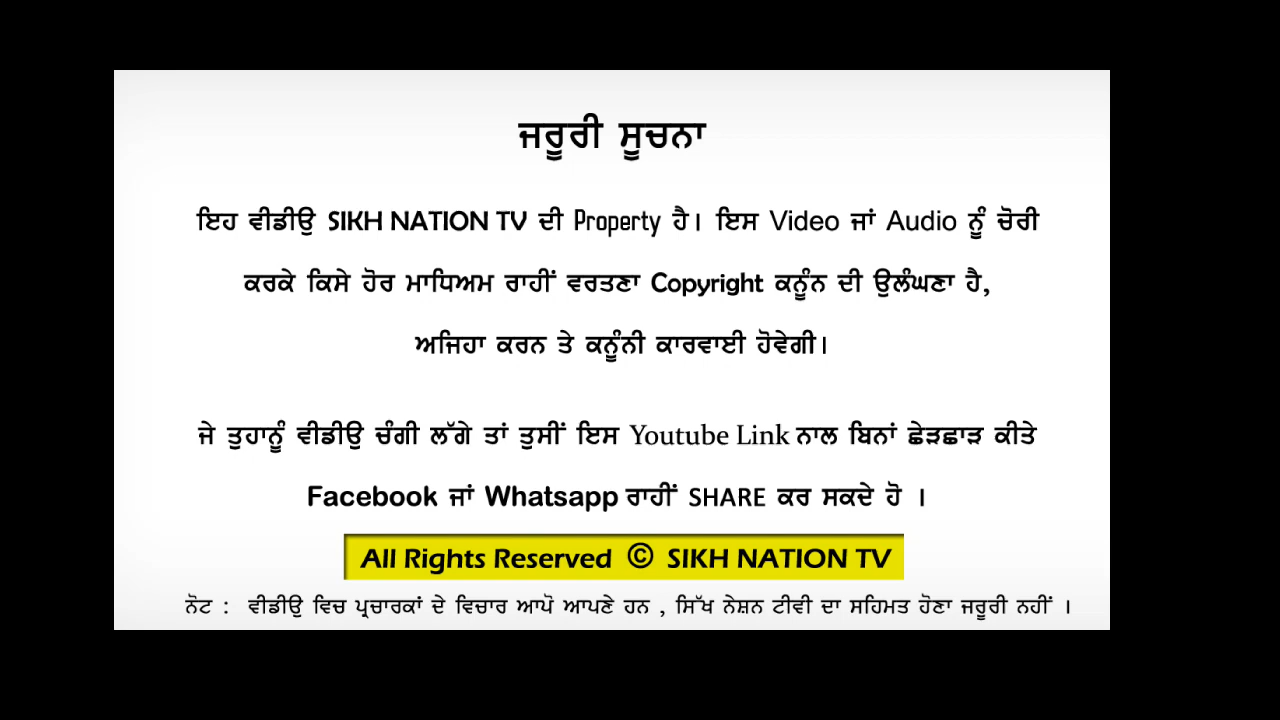 ਜਰੂਰੀ ਸੂਚਨਾ
ਇਹ ਵੀਡੀਉ SIKH NATION TV ਦੀ Property ਹੈ। ਇਸ Video ਜਾਂ Audio ਨੂੰ ਚੋਰੀ
ਕਰਕੇ ਕਿਸੇ ਹੋਰ ਮਾਧਿਅਮ ਰਾਹੀਂ ਵਰਤਣਾ Copyright ਕਨੂੰਨ ਦੀ ਉਲੰਘਣਾ ਹੈ,
ਅਜਿਹਾ ਕਰਨ ਤੇ ਕਨੂੰਨੀ ਕਾਰਵਾਈ ਹੋਵੇਗੀ।
ਜੇ ਤੁਹਾਨੂੰ ਵੀਡੀਉ ਚੰਗੀ ਲੱਗੇ ਤਾਂ ਤੁਸੀਂ ਇਸ Youtube Link ਨਾਲ ਬਿਨਾਂ ਛੇੜਛਾੜ ਕੀਤੇ
Facebook ਜਾਂ Whatsapp ਰਾਹੀਂ SHARE ਕਰ ਸਕਦੇ ਹੋ ।
All Rights Reserved © SIKH NATION TV
ਨੋਟ : ਵੀਡੀਉ ਵਿਚ ਪ੍ਰਚਾਰਕਾਂ ਦੇ ਵਿਚਾਰ ਆਪੋ ਆਪਣੇ ਹਨ , ਸਿੱਖ ਨੇਸ਼ਨ ਟੀਵੀ ਦਾ ਸਹਿਮਤ ਹੋਣਾ ਜਰੂਰੀ ਨਹੀਂ ।